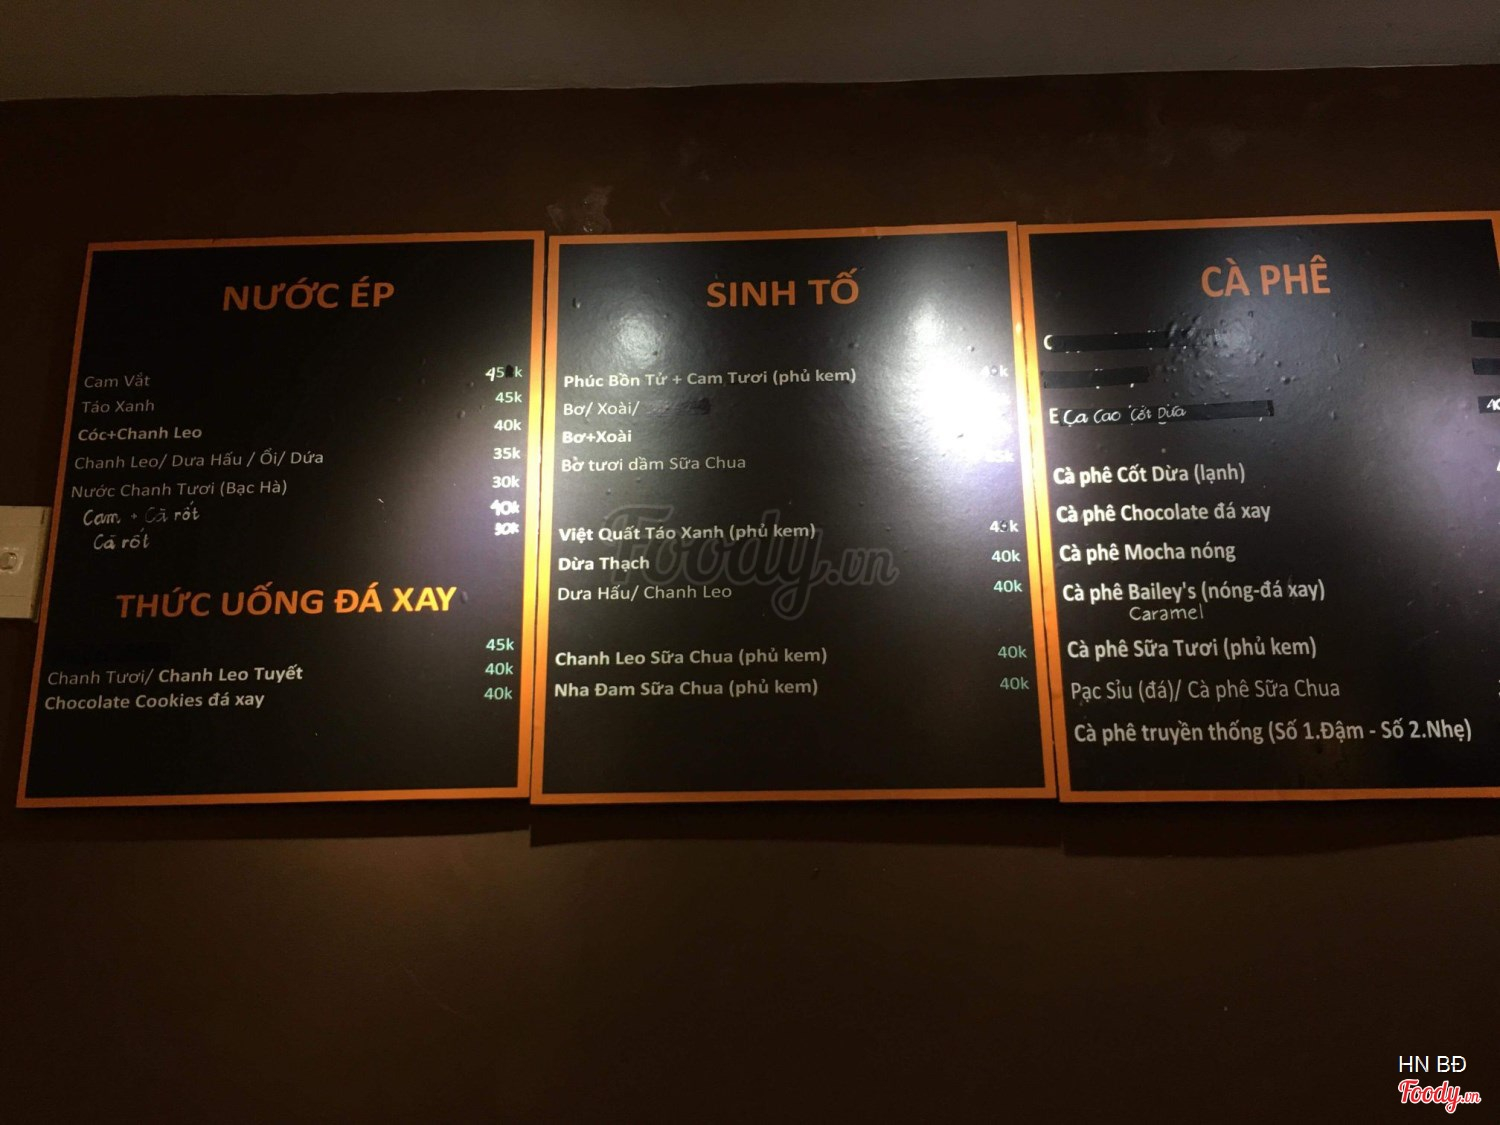 NƯỚC ÉP
Cam Vắt 45k
Táo Xanh 45k
Cóc+Chanh Leo 40k
Chanh Leo/ Dưa Hấu / Ổi/ Dứa 35k
Nước Chanh Tươi (Bạc Hà) 30k
Cam + Cà rốt 40k
Cà rốt 30k
THỨC UỐNG ĐÁ XAY
45k
Chanh Tươi/ Chanh Leo Tuyết 40k
Chocolate Cookies đá xay 40k
SINH TỐ
Phúc Bồn Tử + Cam Tươi (phủ kem)
Bơ/ Xoài/
Bơ+Xoài
Bờ tươi dầm Sữa Chua
Việt Quất Táo Xanh (phủ kem)
Dừa Thạch 40k
Dưa Hấu/ Chanh Leo 40k
Chanh Leo Sữa Chua (phủ kem) 40k
Nha Đam Sữa Chua (phủ kem) 40k
Foody.vn
CÀ PHÊ
Ca Cao Cốt Dừa
Cà phê Cốt Dừa (lạnh)
Cà phê Chocolate đá xay
Cà phê Mocha nóng
Cà phê Bailey's (nóng-đá xay)
Caramel
Cà phê Sữa Tươi (phủ kem)
Pạc Sỉu (đá)/ Cà phê Sữa Chua
Cà phê truyền thống (Số 1.Đậm - Số 2.Nhẹ)
HN BĐ
Foody.vn